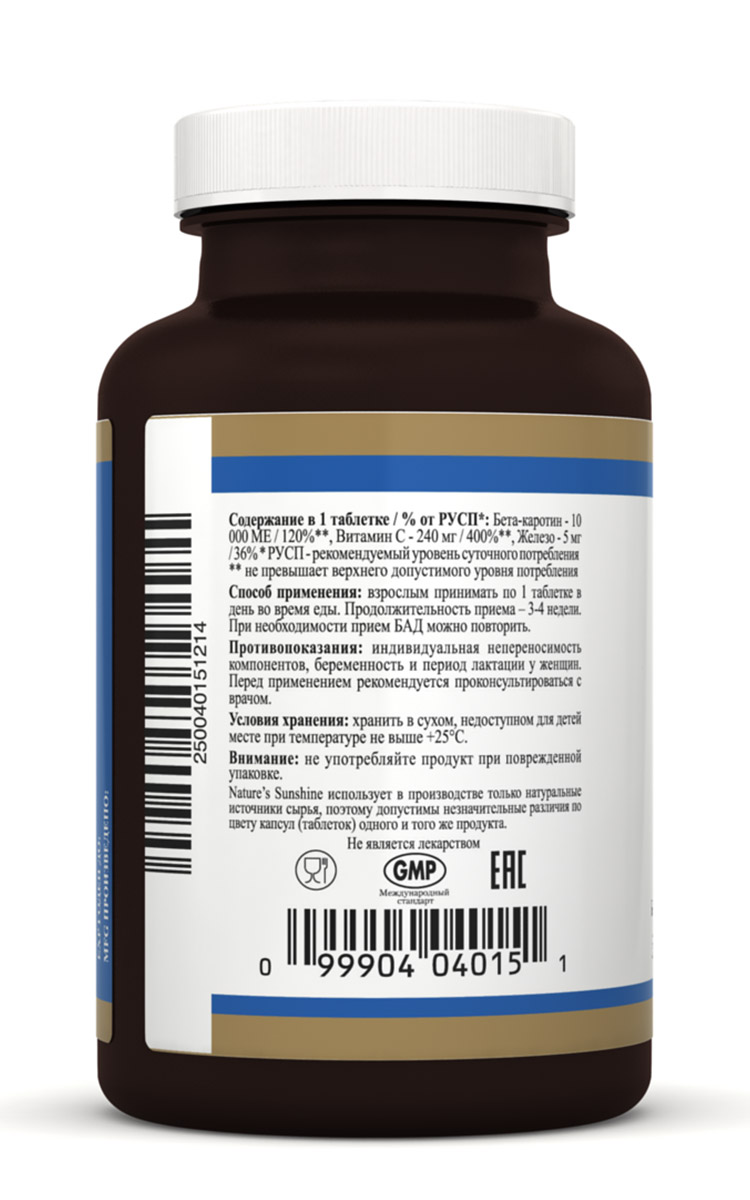 Содержание в 1 таблетке / % от РУСП*: Бета-каротин - 10
000 МЕ / 120%**, Витамин С - 240 мг / 400%**, Железо - 5 мг
/ 36% * РУСП - рекомендуемый уровень суточного потребления
** не превышает верхнего допустимого уровня потребления
Способ применения: взрослым принимать по 1 таблетке в
день во время еды. Продолжительность приема – 3-4 недели.
При необходимости прием БАД можно повторить.
Противопоказания: индивидуальная непереносимость
компонентов, беременность и период лактации у женщин.
Перед применением рекомендуется проконсультироваться с
врачом.
Условия хранения: хранить в сухом, недоступном для детей
месте при температуре не выше +25°С.
Внимание: не употребляйте продукт при поврежденной
упаковке.
Nature's Sunshine использует в производстве только натуральные
источники сырья, поэтому допустимы незначительные различия по
цвету капсул (таблеток) одного и того же продукта.
Не является лекарством
GMP
Международный
стандарт
EAC
0 99904 04015 1
250040151214
MFG ПРОИЗВЕДЕНО: